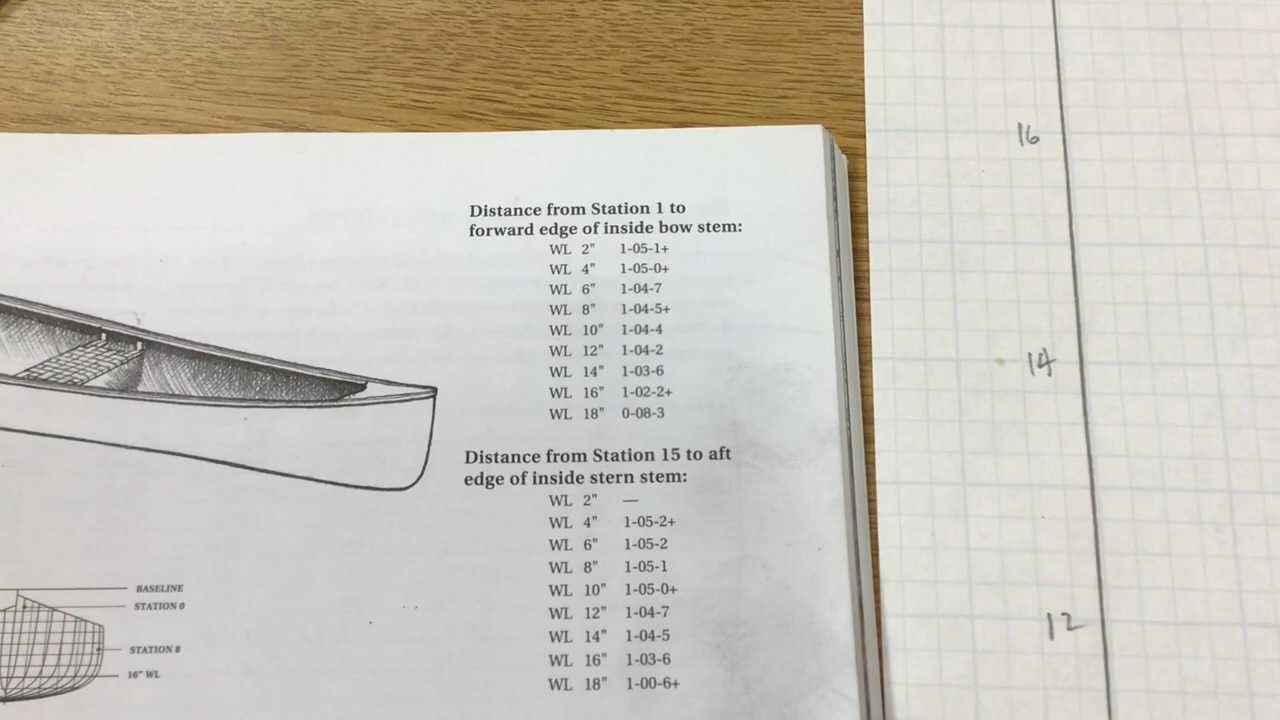 Distance from Station 1 to
forward edge of inside bow stem:
WL 2" 1-05-1+
WL 4" 1-05-0+
WL 6" 1-04-7
WL 8" 1-04-5+
WL 10" 1-04-4
WL 12" 1-04-2
WL 14" 1-03-6
WL 16" 1-02-2+
WL 18" 0-08-3
Distance from Station 15 to aft
edge of inside stern stem:
WL 2" —
WL 4" 1-05-2+
WL 6" 1-05-2
WL 8" 1-05-1
WL 10" 1-05-0+
WL 12" 1-04-7
WL 14" 1-04-5
WL 16" 1-03-6
WL 18" 1-00-6+
BASELINE
STATION 0
STATION 8
16" WL
16
14
12